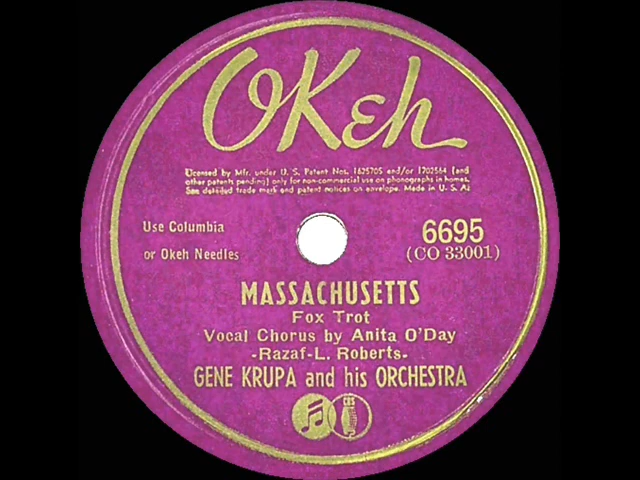 OKeh
Licensed by Mfr. under U. S. Patent Nos. 1625705 and/or 1702564 (and
other patents pending) only for non-commercial use on phonographs in homes.
See detailed trade mark and patent notices on envelope. Made in U. S. A.
Use Columbia
or Okeh Needles
6695
(CO 33001)
MASSACHUSETTS
Fox Trot
Vocal Chorus by Anita O'Day
-Razaf-L. Roberts-
GENE KRUPA and his ORCHESTRA
CBS